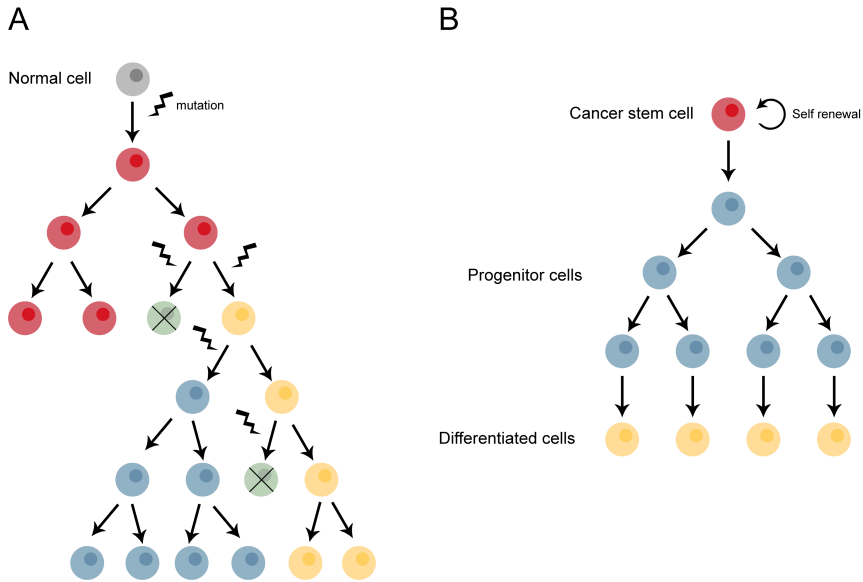 A
B
Normal cell
mutation
Cancer stem cell
Self renewal
Progenitor cells
Differentiated cells